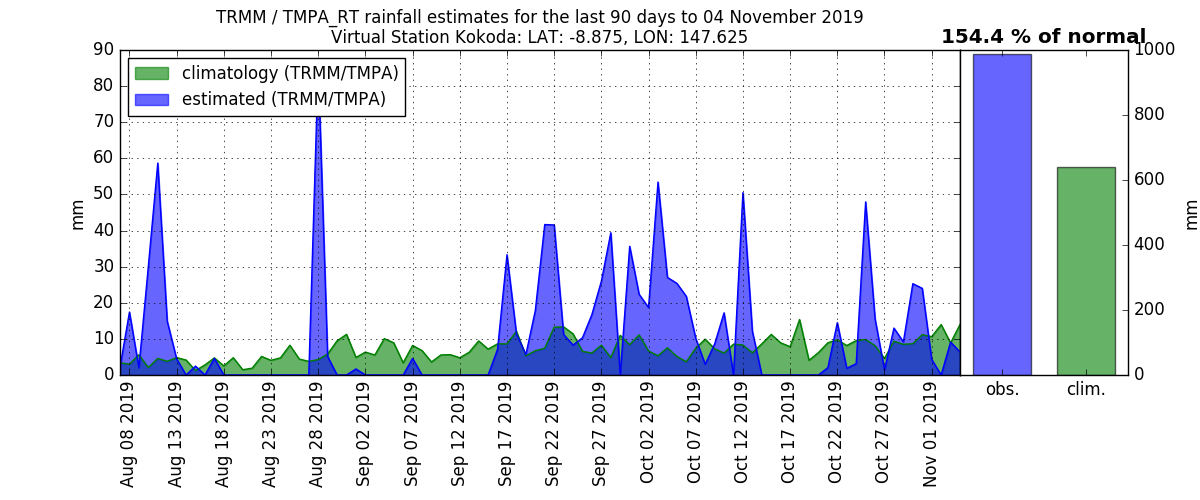 TRMM / TMPA_RT rainfall estimates for the last 90 days to 04 November 2019
Virtual Station Kokoda: LAT: -8.875, LON: 147.625
154.4 % of normal
climatology (TRMM/TMPA)
estimated (TRMM/TMPA)
90
80
70
60
50
40
30
20
10
0
mm
Aug 08 2019
Aug 13 2019
Aug 18 2019
Aug 23 2019
Aug 28 2019
Sep 02 2019
Sep 07 2019
Sep 12 2019
Sep 17 2019
Sep 22 2019
Sep 27 2019
Oct 02 2019
Oct 07 2019
Oct 12 2019
Oct 17 2019
Oct 22 2019
Oct 27 2019
Nov 01 2019
obs.
clim.
1000
800
600
400
200
0
mm